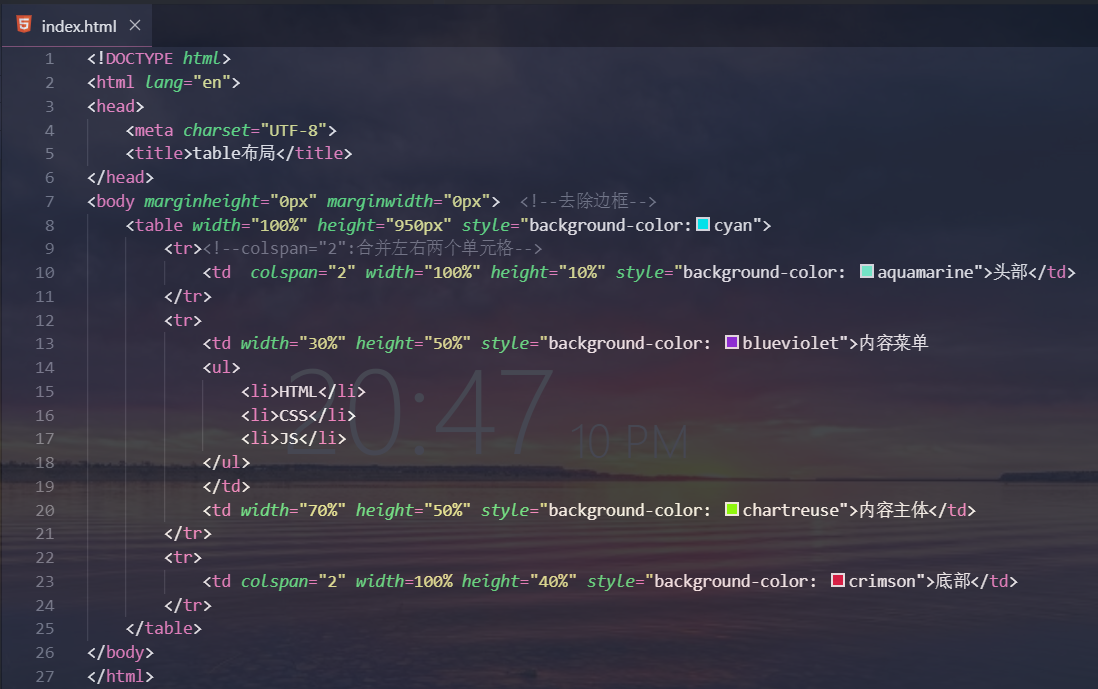 index.html ×
1 <!DOCTYPE html>
2 <html lang="en">
3 <head>
4     <meta charset="UTF-8">
5     <title>table布局</title>
6 </head>
7 <body marginheight="0px" marginwidth="0px">  <!--去除边框-->
8     <table width="100%" height="950px" style="background-color:cyan">
9         <tr><!--colspan="2":合并左右两个单元格-->
10             <td  colspan="2" width="100%" height="10%" style="background-color: aquamarine">头部</td>
11         </tr>
12         <tr>
13             <td width="30%" height="50%" style="background-color: blueviolet">内容菜单
14             <ul>
15                 <li>HTML</li>
16                 <li>CSS</li>
17                 <li>JS</li>
18             </ul>
19             </td>
20             <td width="70%" height="50%" style="background-color: chartreuse">内容主体</td>
21         </tr>
22         <tr>
23             <td colspan="2" width=100% height="40%" style="background-color: crimson">底部</td>
24         </tr>
25     </table>
26 </body>
27 </html>
20:47 10 PM